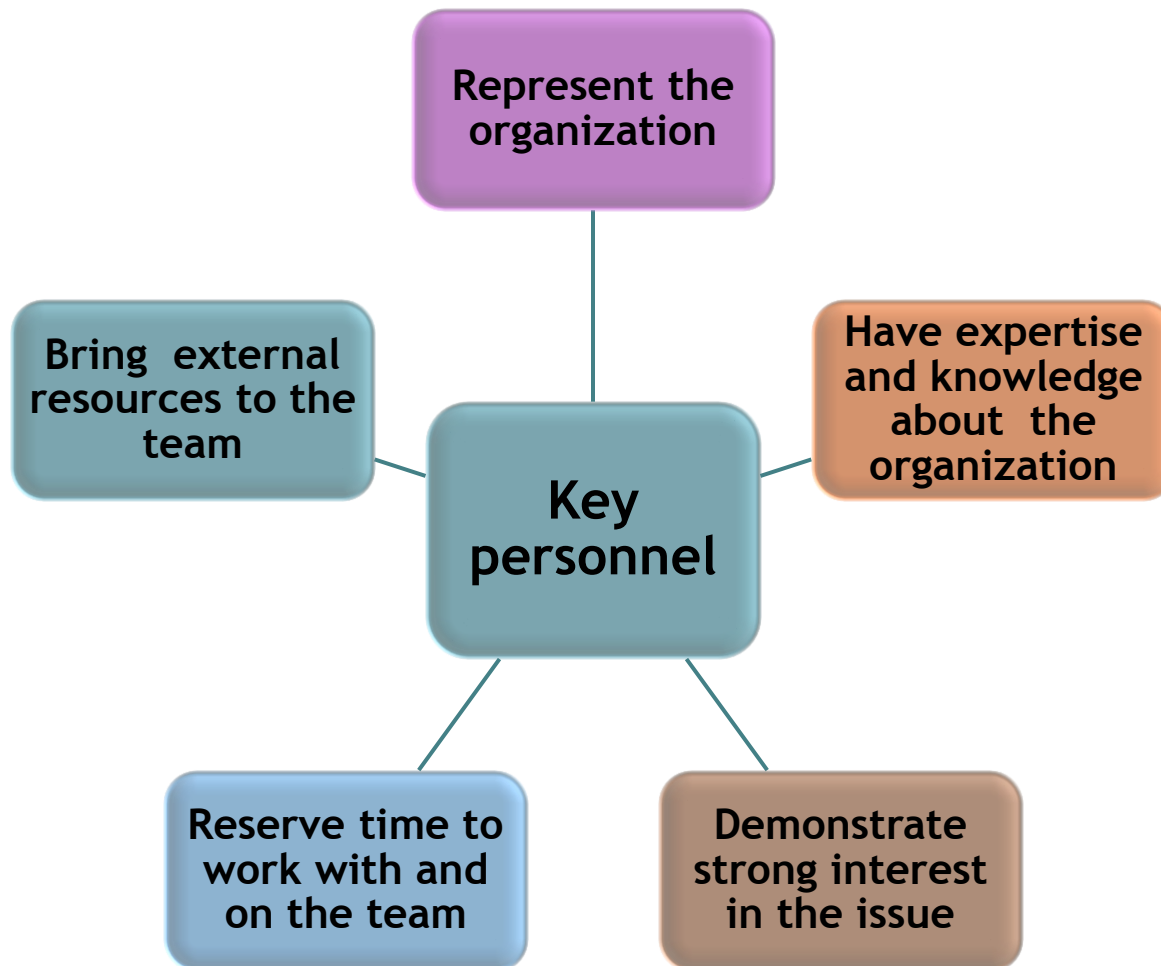 Represent the
organization
Have expertise
and knowledge
about  the
organization
Demonstrate
strong interest
in the issue
Reserve time to
work with and
on the team
Bring  external
resources to the
team
Key
personnel